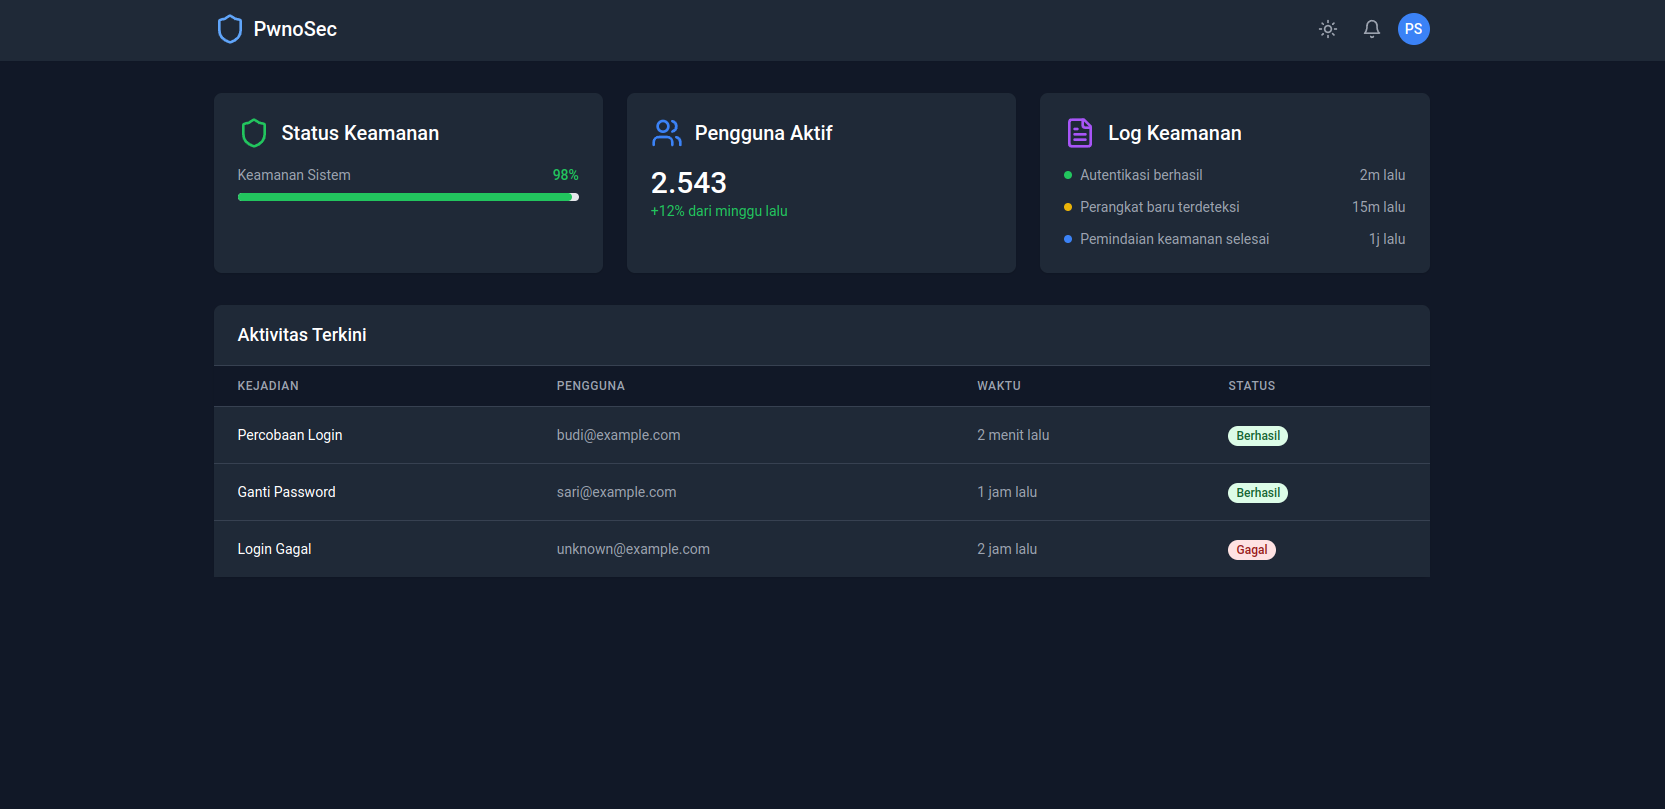 PwnoSec
PS
Status Keamanan
Keamanan Sistem 98%
Pengguna Aktif
2.543
+12% dari minggu lalu
Log Keamanan
Autentikasi berhasil 2m lalu
Perangkat baru terdeteksi 15m lalu
Pemindaian keamanan selesai 1j lalu
Aktivitas Terkini
KEJADIAN PENGGUNA WAKTU STATUS
Percobaan Login budi@example.com 2 menit lalu Berhasil
Ganti Password sari@example.com 1 jam lalu Berhasil
Login Gagal unknown@example.com 2 jam lalu Gagal